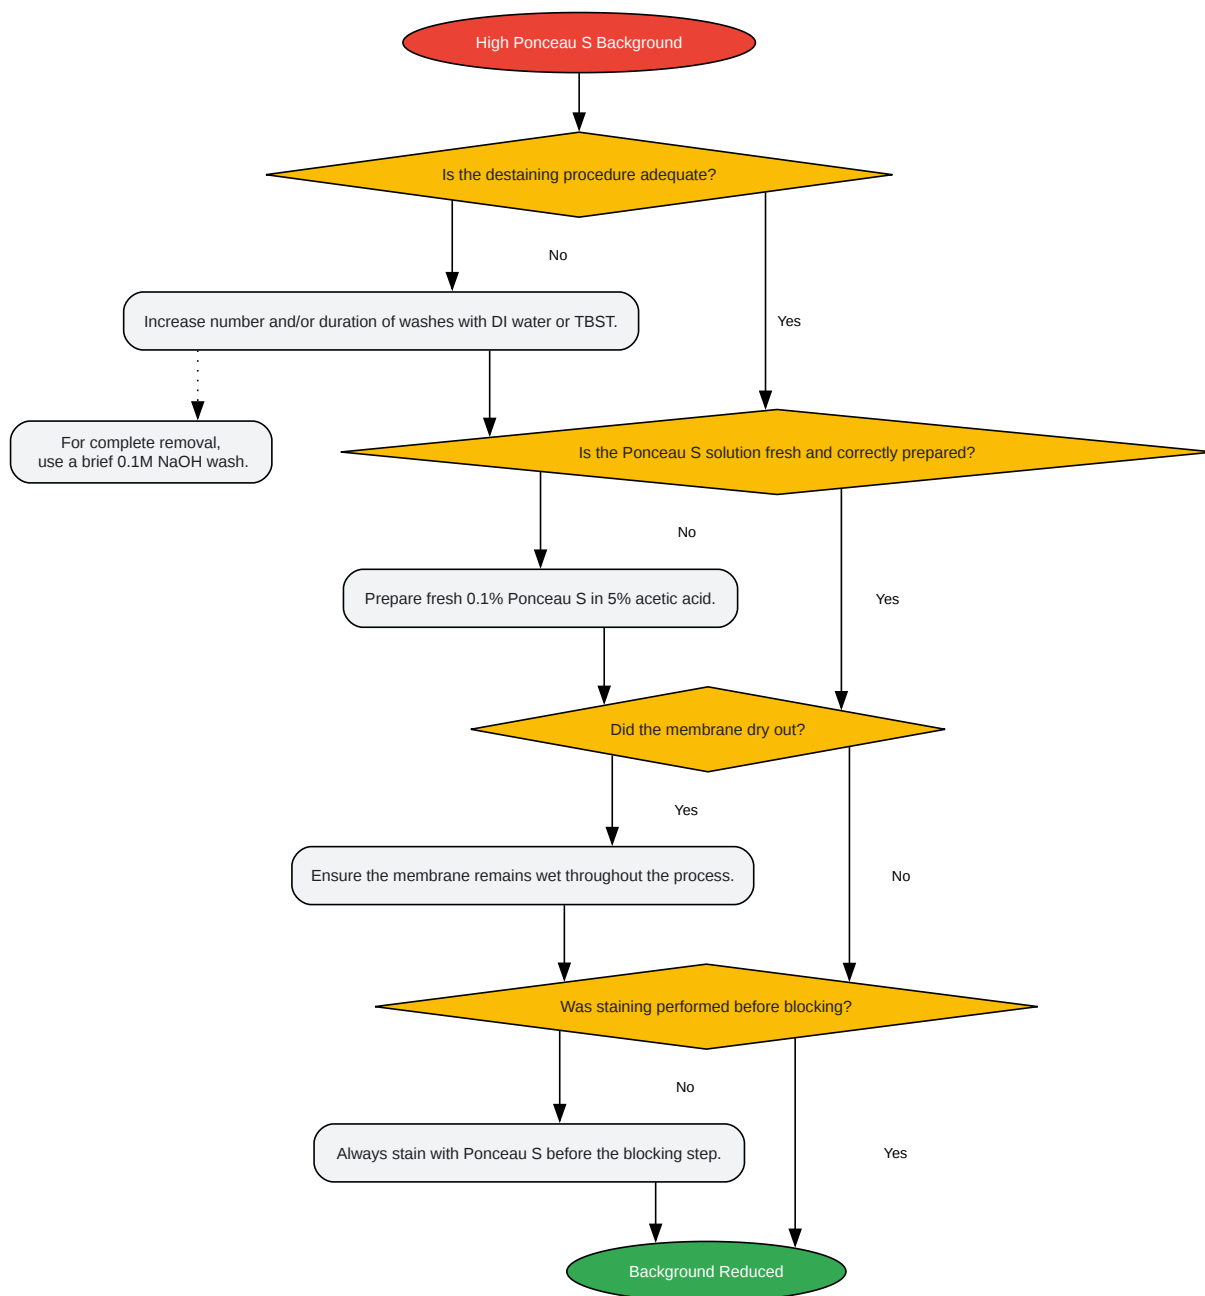 High Ponceau S Background
Is the destaining procedure adequate?
No
Increase number and/or duration of washes with DI water or TBST.
Yes
For complete removal,
use a brief 0.1M NaOH wash.
Is the Ponceau S solution fresh and correctly prepared?
No
Prepare fresh 0.1% Ponceau S in 5% acetic acid.
Yes
Did the membrane dry out?
Yes
Ensure the membrane remains wet throughout the process.
No
Was staining performed before blocking?
No
Always stain with Ponceau S before the blocking step.
Yes
Background Reduced